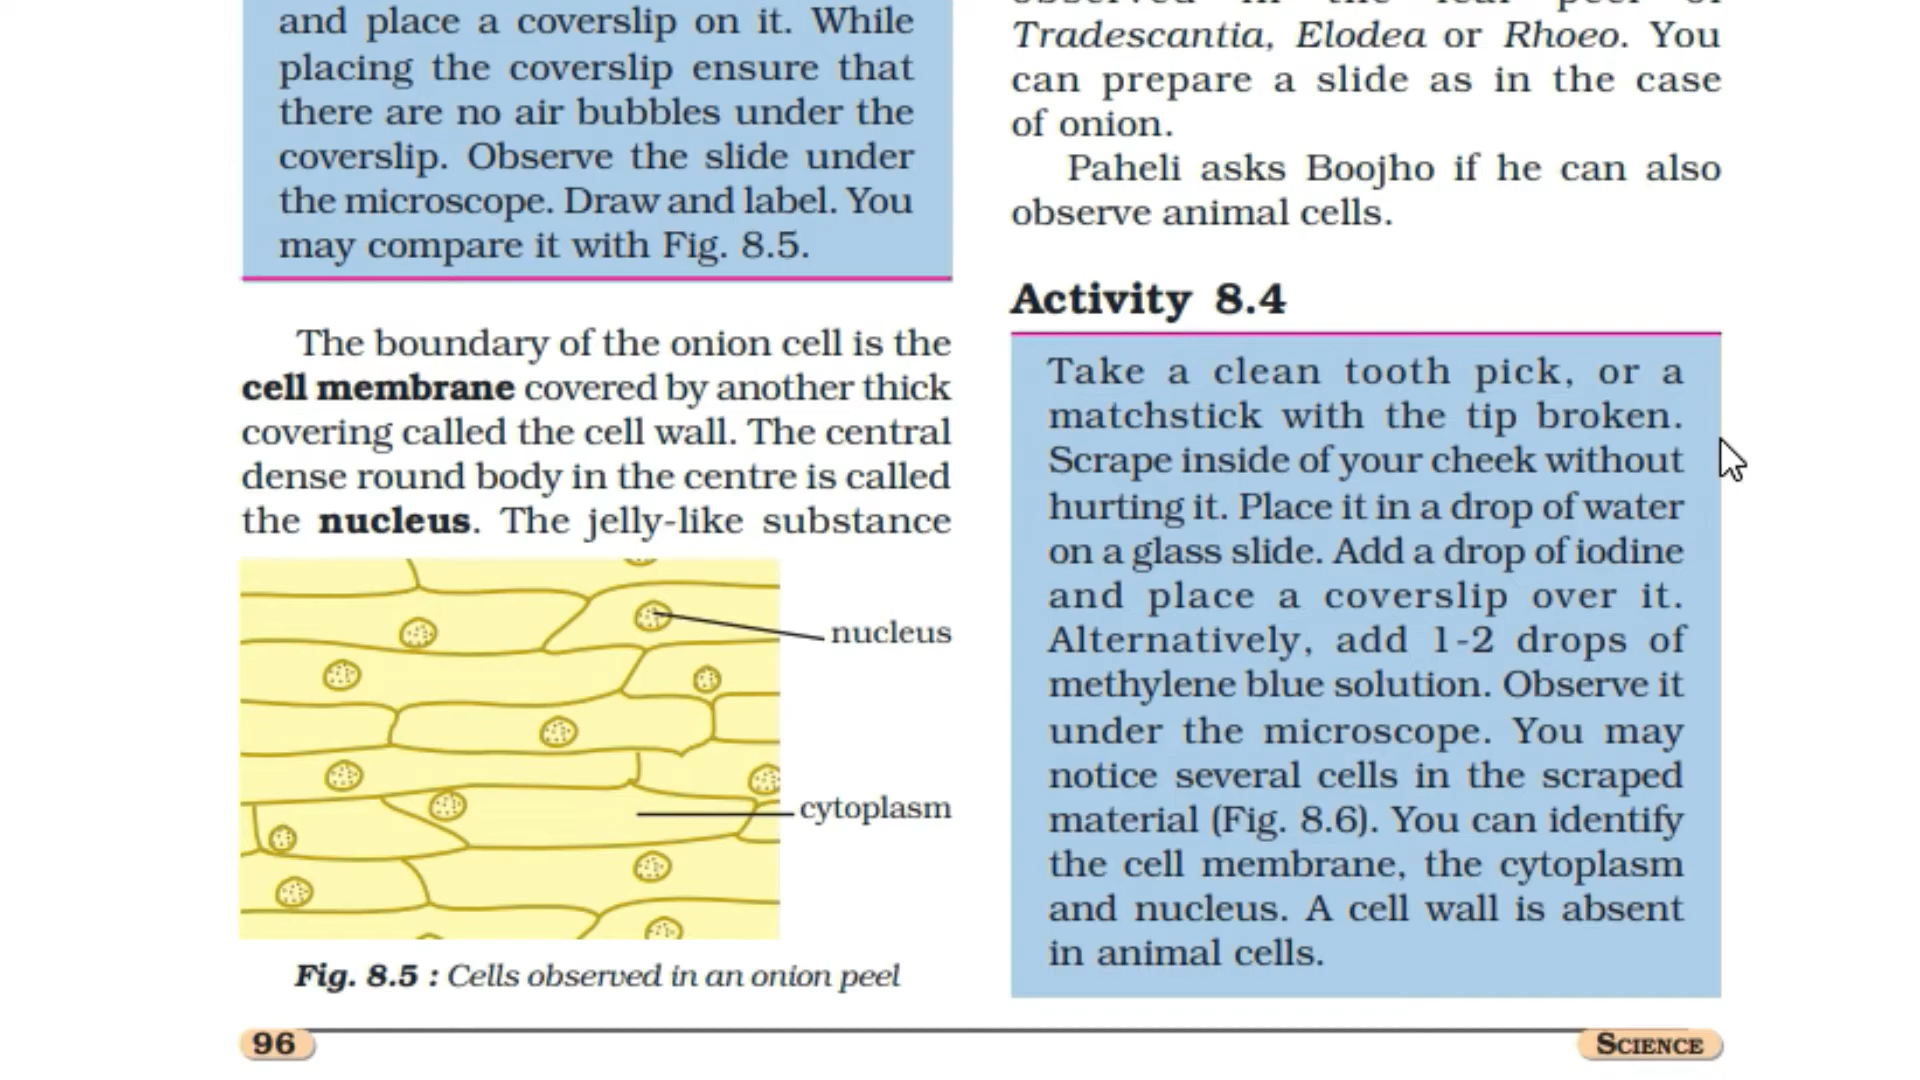 and place a coverslip on it. While
placing the coverslip ensure that
there are no air bubbles under the
coverslip. Observe the slide under
the microscope. Draw and label. You
may compare it with Fig. 8.5.
The boundary of the onion cell is the
cell membrane covered by another thick
covering called the cell wall. The central
dense round body in the centre is called
the nucleus. The jelly-like substance
nucleus
cytoplasm
Fig. 8.5 : Cells observed in an onion peel
Tradescantia, Elodea or Rhoeo. You
can prepare a slide as in the case
of onion.
Paheli asks Boojho if he can also
observe animal cells.
Activity 8.4
Take a clean tooth pick, or a
matchstick with the tip broken.
Scrape inside of your cheek without
hurting it. Place it in a drop of water
on a glass slide. Add a drop of iodine
and place a coverslip over it.
Alternatively, add 1-2 drops of
methylene blue solution. Observe it
under the microscope. You may
notice several cells in the scraped
material (Fig. 8.6). You can identify
the cell membrane, the cytoplasm
and nucleus. A cell wall is absent
in animal cells.
96
SCIENCE